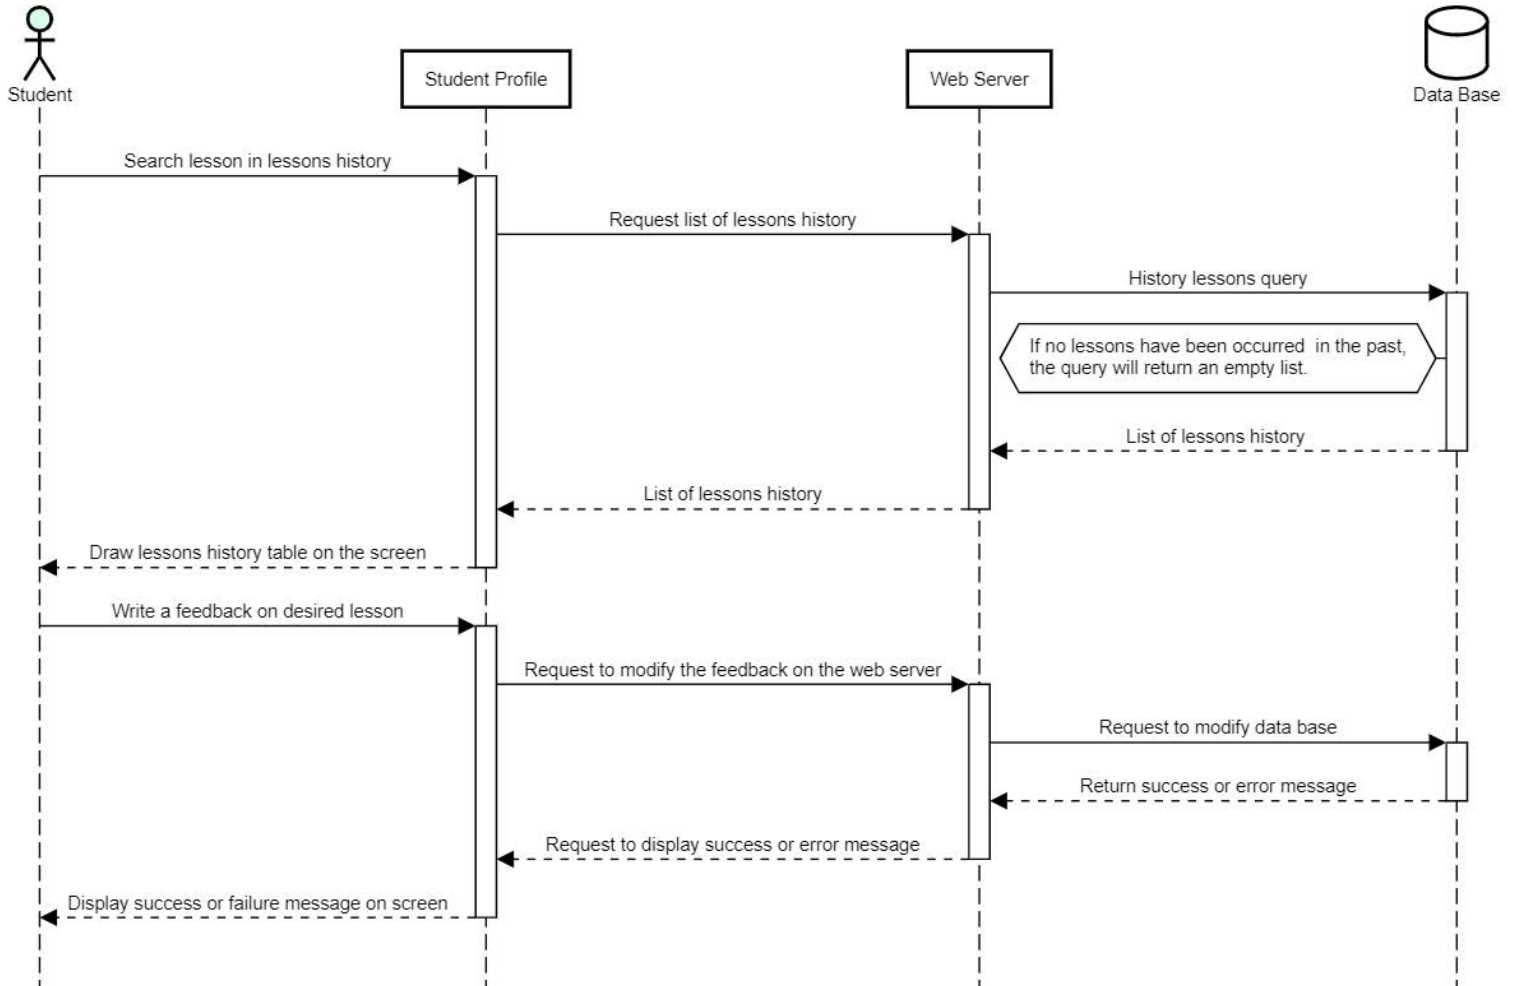 Student
Student Profile
Web Server
Data Base
Search lesson in lessons history
Request list of lessons history
History lessons query
If no lessons have been occurred  in the past,
the query will return an empty list.
List of lessons history
List of lessons history
Draw lessons history table on the screen
Write a feedback on desired lesson
Request to modify the feedback on the web server
Request to modify data base
Return success or error message
Request to display success or error message
Display success or failure message on screen